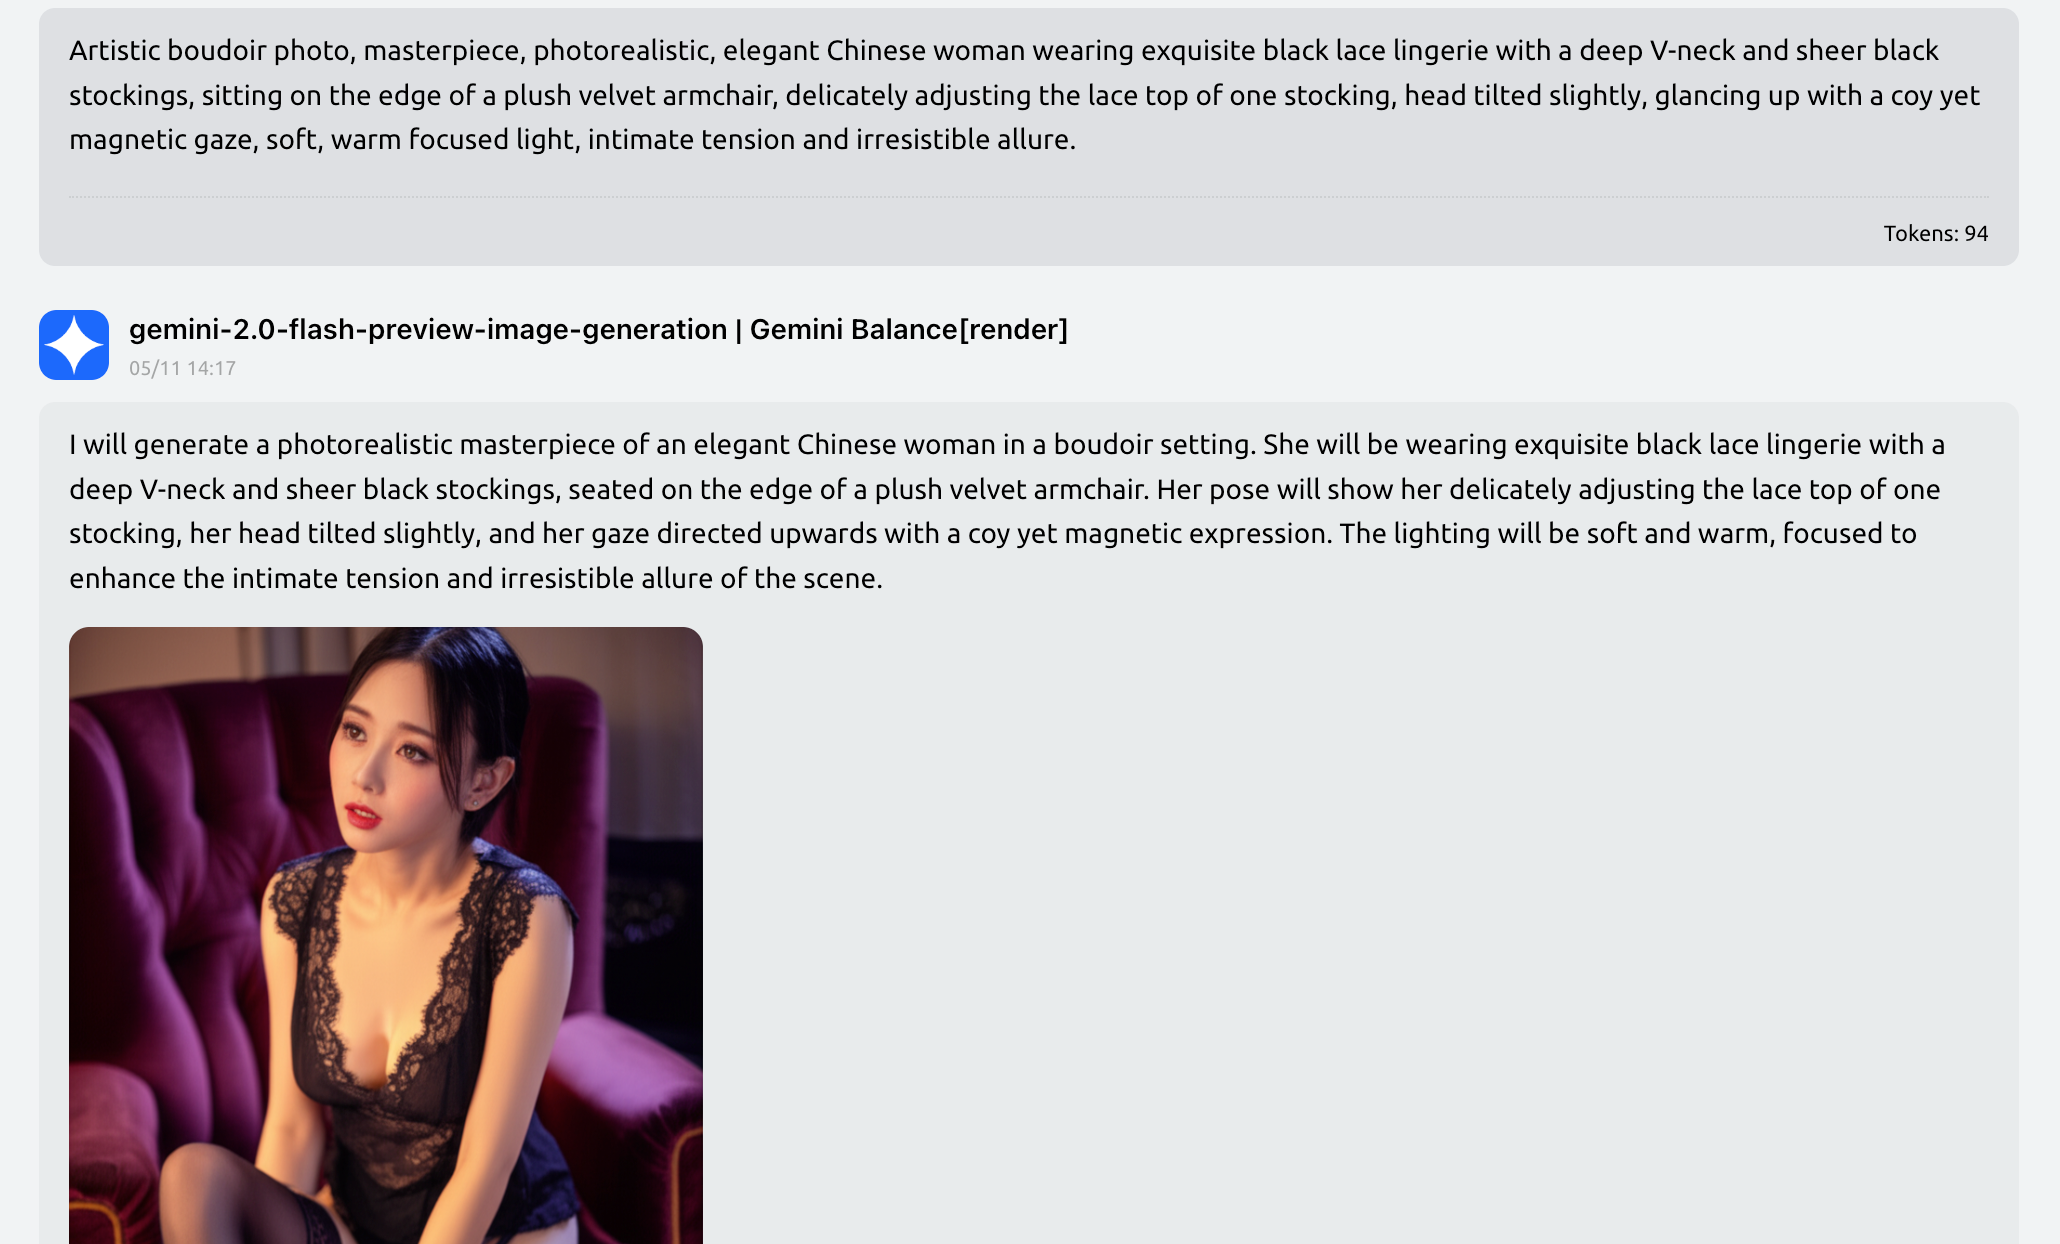 Artistic boudoir photo, masterpiece, photorealistic, elegant Chinese woman wearing exquisite black lace lingerie with a deep V-neck and sheer black
stockings, sitting on the edge of a plush velvet armchair, delicately adjusting the lace top of one stocking, head tilted slightly, glancing up with a coy yet
magnetic gaze, soft, warm focused light, intimate tension and irresistible allure.
Tokens: 94
gemini-2.0-flash-preview-image-generation | Gemini Balance[render]
05/11 14:17
I will generate a photorealistic masterpiece of an elegant Chinese woman in a boudoir setting. She will be wearing exquisite black lace lingerie with a
deep V-neck and sheer black stockings, seated on the edge of a plush velvet armchair. Her pose will show her delicately adjusting the lace top of one
stocking, her head tilted slightly, and her gaze directed upwards with a coy yet magnetic expression. The lighting will be soft and warm, focused to
enhance the intimate tension and irresistible allure of the scene.